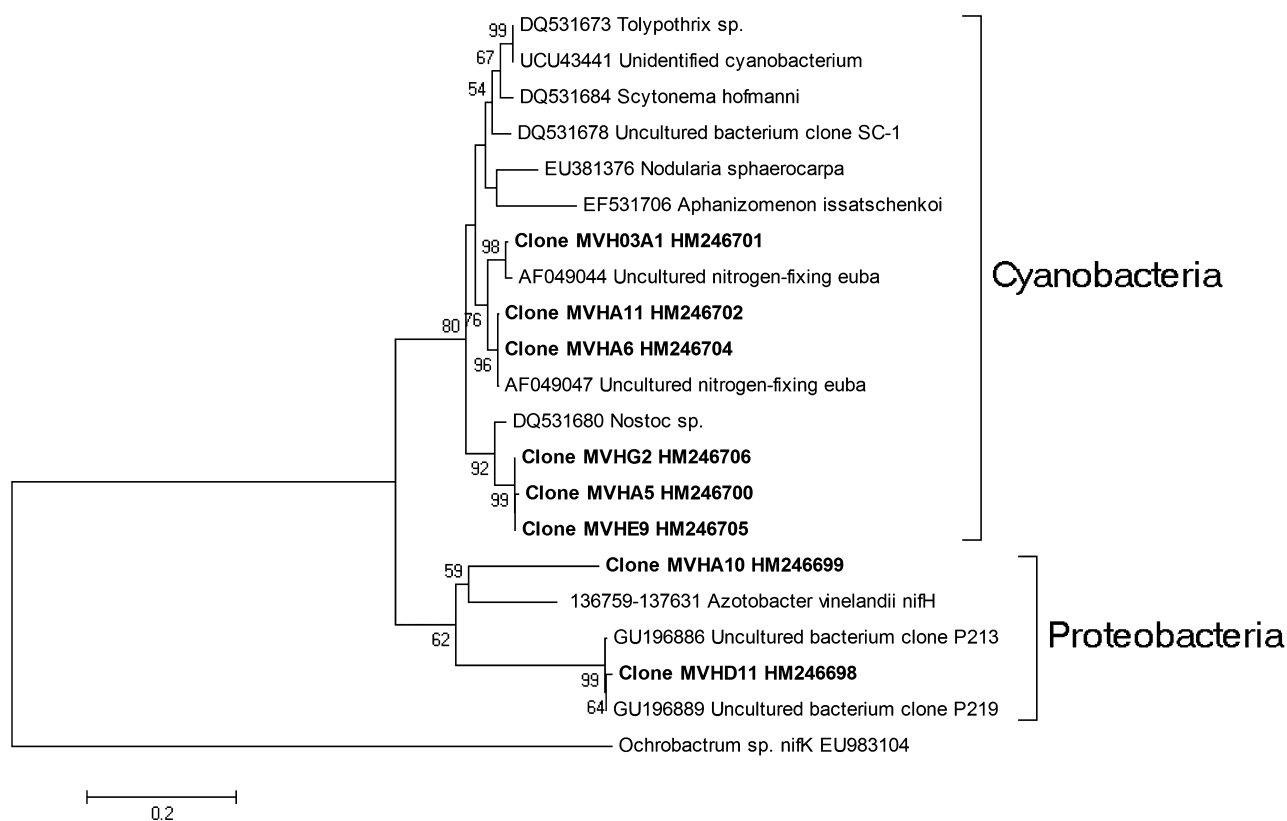 99
DQ531673 Tolypothrix sp.
67
UCU43441 Unidentified cyanobacterium
54
DQ531684 Scytonema hofmanni
DQ531678 Uncultured bacterium clone SC-1
EU381376 Nodularia sphaerocarpa
EF531706 Aphanizomenon issatschenkoi
98
Clone MVH03A1 HM246701
AF049044 Uncultured nitrogen-fixing euba
Cyanobacteria
80
76
Clone MVHA11 HM246702
Clone MVHA6 HM246704
96
AF049047 Uncultured nitrogen-fixing euba
DQ531680 Nostoc sp.
92
Clone MVHG2 HM246706
99
Clone MVHA5 HM246700
Clone MVHE9 HM246705
59
Clone MVHA10 HM246699
136759-137631 Azotobacter vinelandii nifH
62
GU196886 Uncultured bacterium clone P213
Proteobacteria
99
Clone MVHD11 HM246698
64
GU196889 Uncultured bacterium clone P219
Ochrobactrum sp. nifK EU983104
0.2